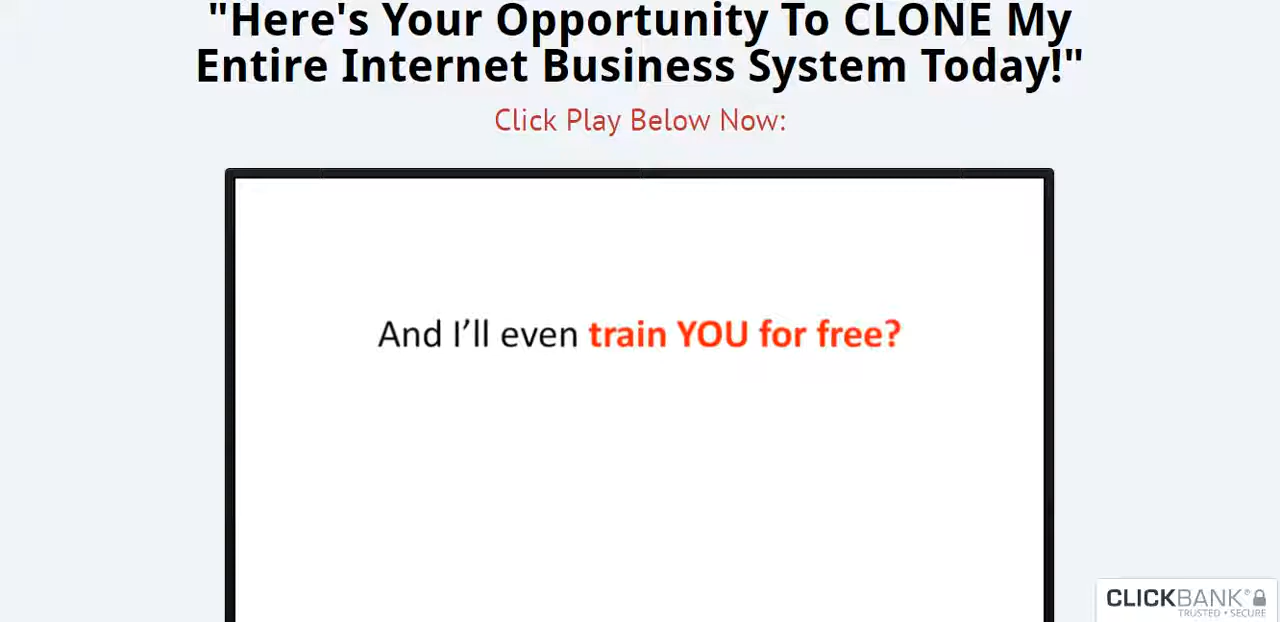 "Here's Your Opportunity To CLONE My
Entire Internet Business System Today!"
Click Play Below Now:
And I’ll even train YOU for free?
CLICKBANK®
TRUSTED • SECURE